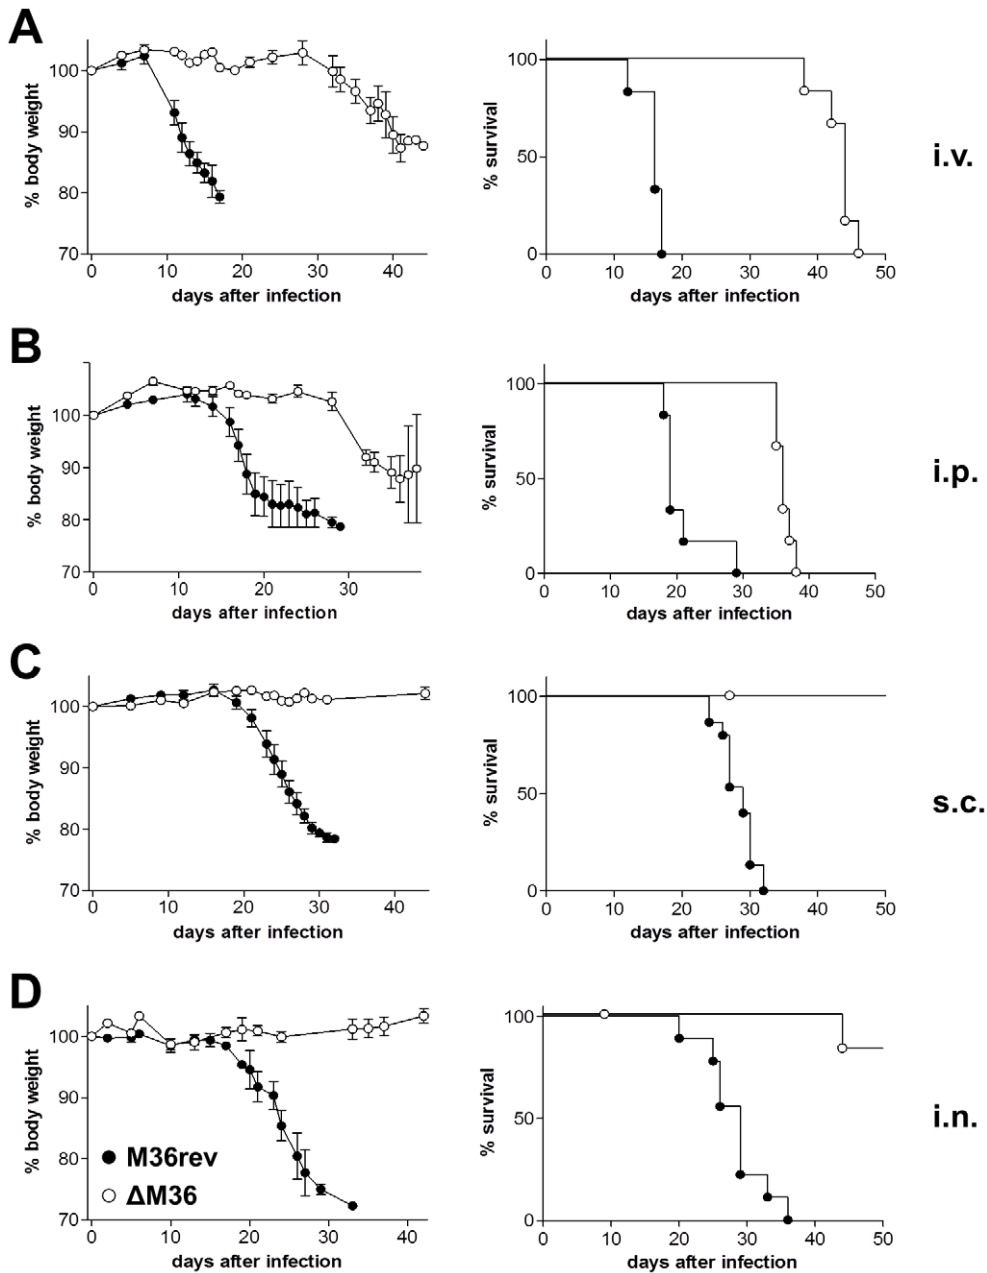 A
% body weight
100
90
80
70
0 10 20 30 40
days after infection
% survival
100
50
0
0 10 20 30 40 50
days after infection
i.v.
B
% body weight
100
90
80
70
0 10 20 30
days after infection
% survival
100
50
0
0 10 20 30 40 50
days after infection
i.p.
C
% body weight
100
90
80
70
0 10 20 30 40
days after infection
% survival
100
50
0
0 10 20 30 40 50
days after infection
s.c.
D
% body weight
100
90
80
70
M36rev
ΔM36
0 10 20 30 40
days after infection
% survival
100
50
0
0 10 20 30 40 50
days after infection
i.n.